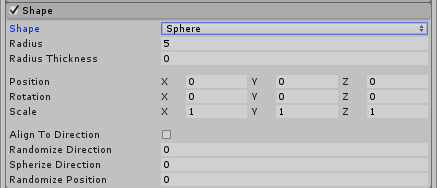 Shape
Shape Sphere
Radius 5
Radius Thickness 0
Position X 0 Y 0 Z 0
Rotation X 0 Y 0 Z 0
Scale X 1 Y 1 Z 1
Align To Direction
Randomize Direction 0
Spherize Direction 0
Randomize Position 0